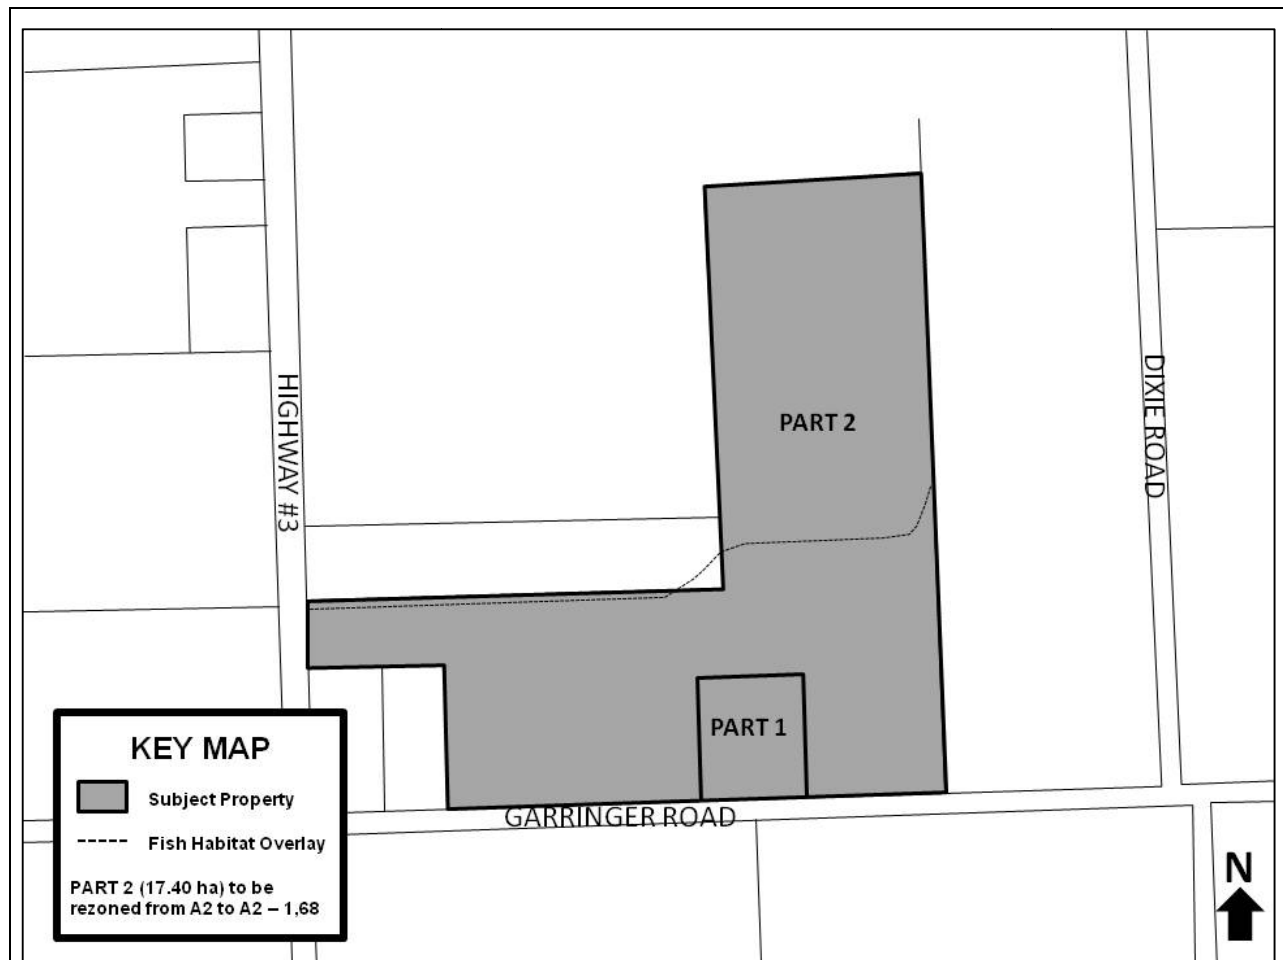 PART 2
HIGHWAY #3
DIXIE ROAD
PART 1
GARRINGER ROAD
KEY MAP
Subject Property
Fish Habitat Overlay
PART 2 (17.40 ha) to be
rezoned from A2 to A2 – 1,68
N